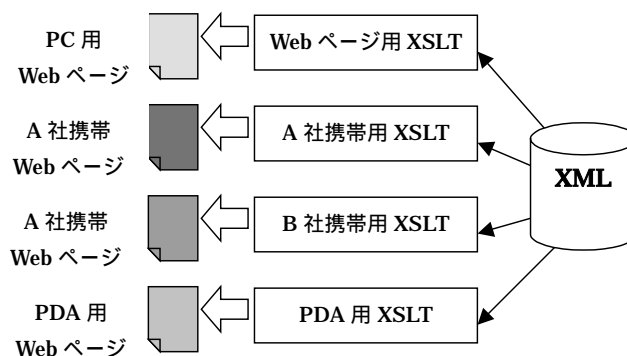 PC 用
Web ページ
Web ページ用 XSLT
A 社携帯
Web ページ
A 社携帯用 XSLT
XML
A 社携帯
Web ページ
B 社携帯用 XSLT
PDA 用
Web ページ
PDA 用 XSLT